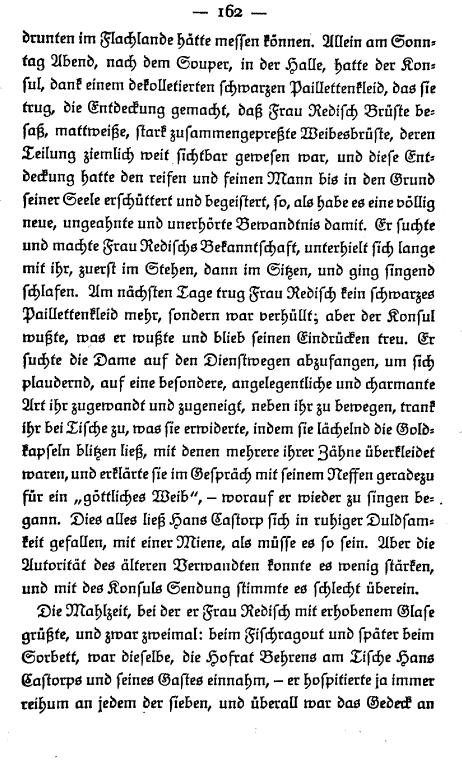 — 162 —
drunten im Flachlande hätte messen können. Allein am Sonn-
tag Abend, nach dem Souper, in der Halle, hatte der Kon-
sul, dank einem dekolletierten schwarzen Paillettenkleid, das sie
trug, die Entdeckung gemacht, daß Frau Redisch Brüste be-
saß, mattweiße, stark zusammengepreßte Weibesbrüste, deren
Teilung ziemlich weit sichtbar gewesen war, und diese Ent-
deckung hatte den reifen und feinen Mann bis in den Grund
seiner Seele erschüttert und begeistert, so, als habe es eine völlig
neue, ungeahnte und unerhörte Bewandtnis damit. Er suchte
und machte Frau Redischs Bekanntschaft, unterhielt sich lange
mit ihr, zuerst im Stehen, dann im Sitzen, und ging singend
schlafen. Am nächsten Tage trug Frau Redisch kein schwarzes
Paillettenkleid mehr, sondern war verhüllt; aber der Konsul
wußte, was er wußte und blieb seinen Eindrücken treu. Er
suchte die Dame auf den Dienstwegen abzufangen, um sich
plaudernd, auf eine besondere, angelegentliche und charmante
Art ihr zugewandt und zugeneigt, neben ihr zu bewegen, trank
ihr bei Tische zu, was sie erwiderte, indem sie lächelnd die Gold-
kapseln blitzen ließ, mit denen mehrere ihrer Zähne überkleidet
waren, und erklärte sie im Gespräch mit seinem Neffen geradezu
für ein „göttliches Weib“, – worauf er wieder zu singen be-
gann. Dies alles ließ Hans Castorp sich in ruhiger Duldsam-
keit gefallen, mit einer Miene, als müsse es so sein. Aber die
Autorität des älteren Verwandten konnte es wenig stärken,
und mit des Konsuls Sendung stimmte es schlecht überein.
Die Mahlzeit, bei der er Frau Redisch mit erhobenem Glase
grüßte, und zwar zweimal: beim Fischragout und später beim
Sorbett, war dieselbe, die Hofrat Behrens am Tische Hans
Castorps und seines Gastes einnahm, – er hospitierte ja immer
reihum an jedem der sieben, und überall war das Gedeck an